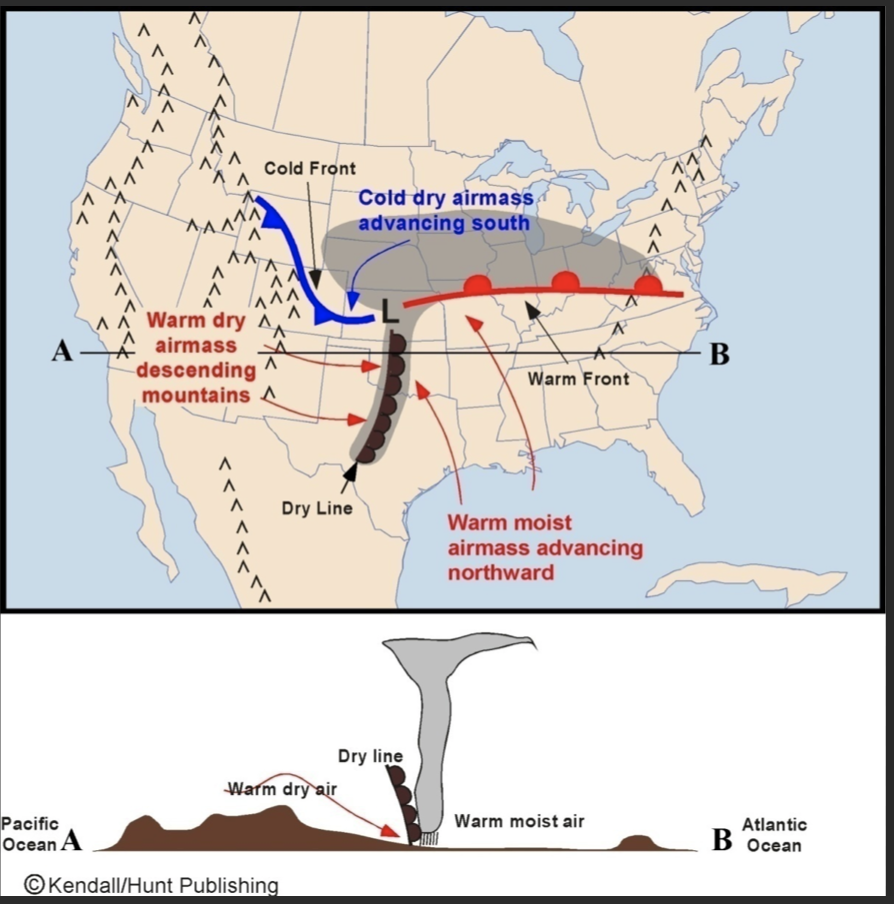 Cold Front
Cold dry airmass
advancing south
L
Warm dry
airmass
descending
mountains
A
B
Warm Front
Dry Line
Warm moist
airmass advancing
northward
Dry line
Warm dry air
Warm moist air
Pacific
Ocean A
B Atlantic
Ocean
©Kendall/Hunt Publishing